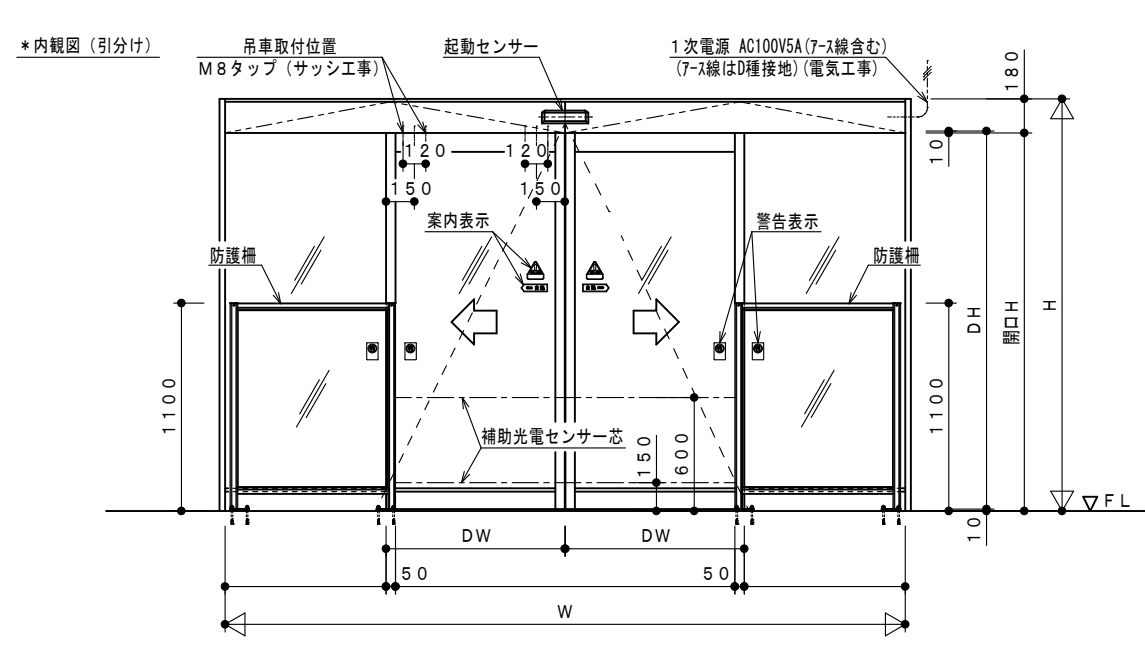 *内観図（引分け）
吊車取付位置
M8タップ（サッシ工事）
起動センサー
1次電源 AC100V5A(ｱｰｽ線含む)
(ｱｰｽ線はD種接地)(電気工事)
180
120
120
10
150
150
案内表示
警告表示
防護柵
防護柵
DH
開口H
H
1100
1100
補助光電センサー芯
150
600
FL
10
DW
DW
50
50
W